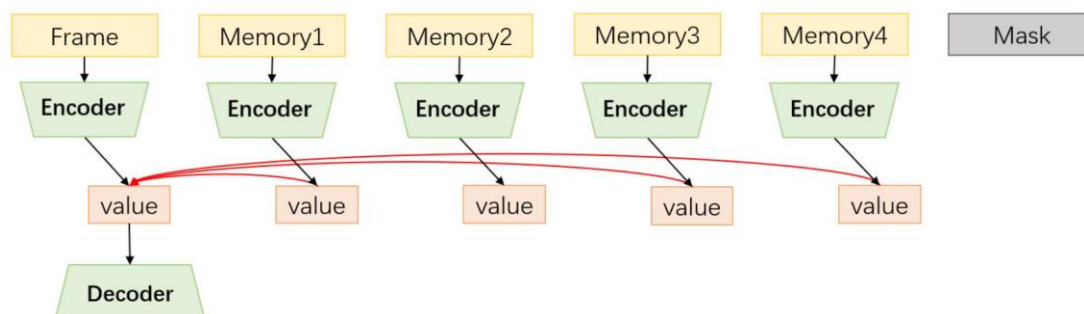 Frame Memory1 Memory2 Memory3 Memory4 Mask
Encoder Encoder Encoder Encoder Encoder
value value value value value
Decoder